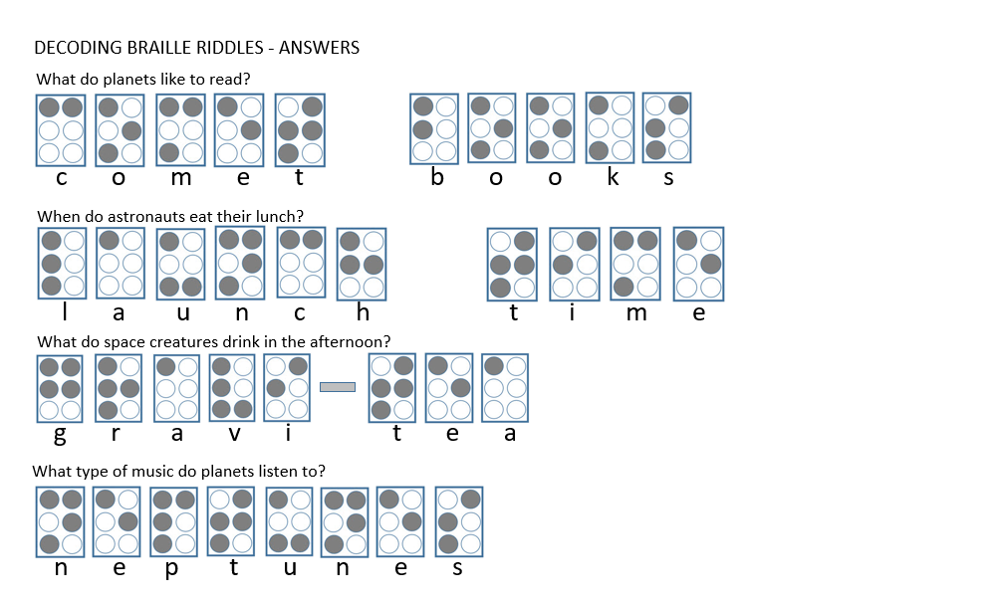 DECODING BRAILLE RIDDLES - ANSWERS
What do planets like to read?
c o m e t b o o k s
When do astronauts eat their lunch?
l a u n c h t i m e
What do space creatures drink in the afternoon?
g r a v i t e a
What type of music do planets listen to?
n e p t u n e s